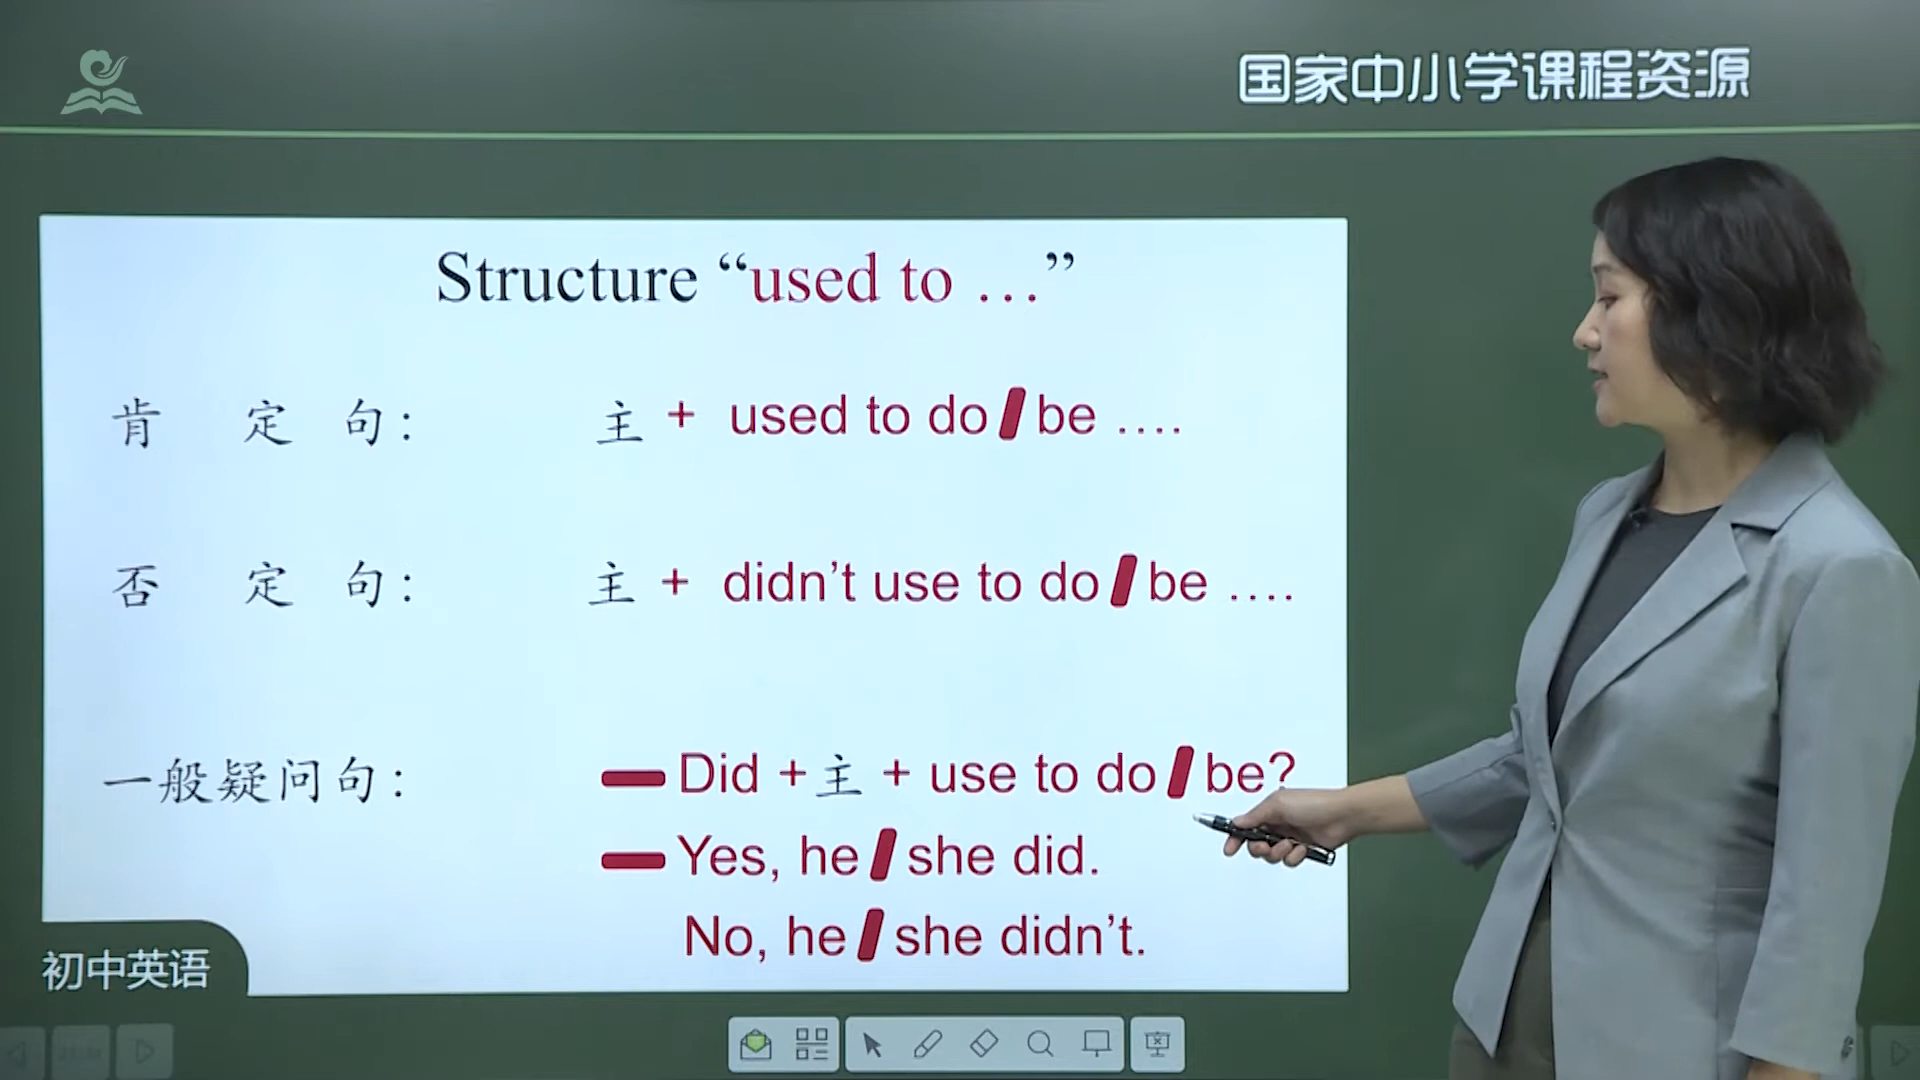 国家中小学课程资源
Structure “used to …”
肯 定 句： 主 + used to do/be ….
否 定 句： 主 + didn’t use to do/be ….
一般疑问句： —Did +主 + use to do/be?
—Yes, he/she did.
No, he/she didn’t.
初中英语